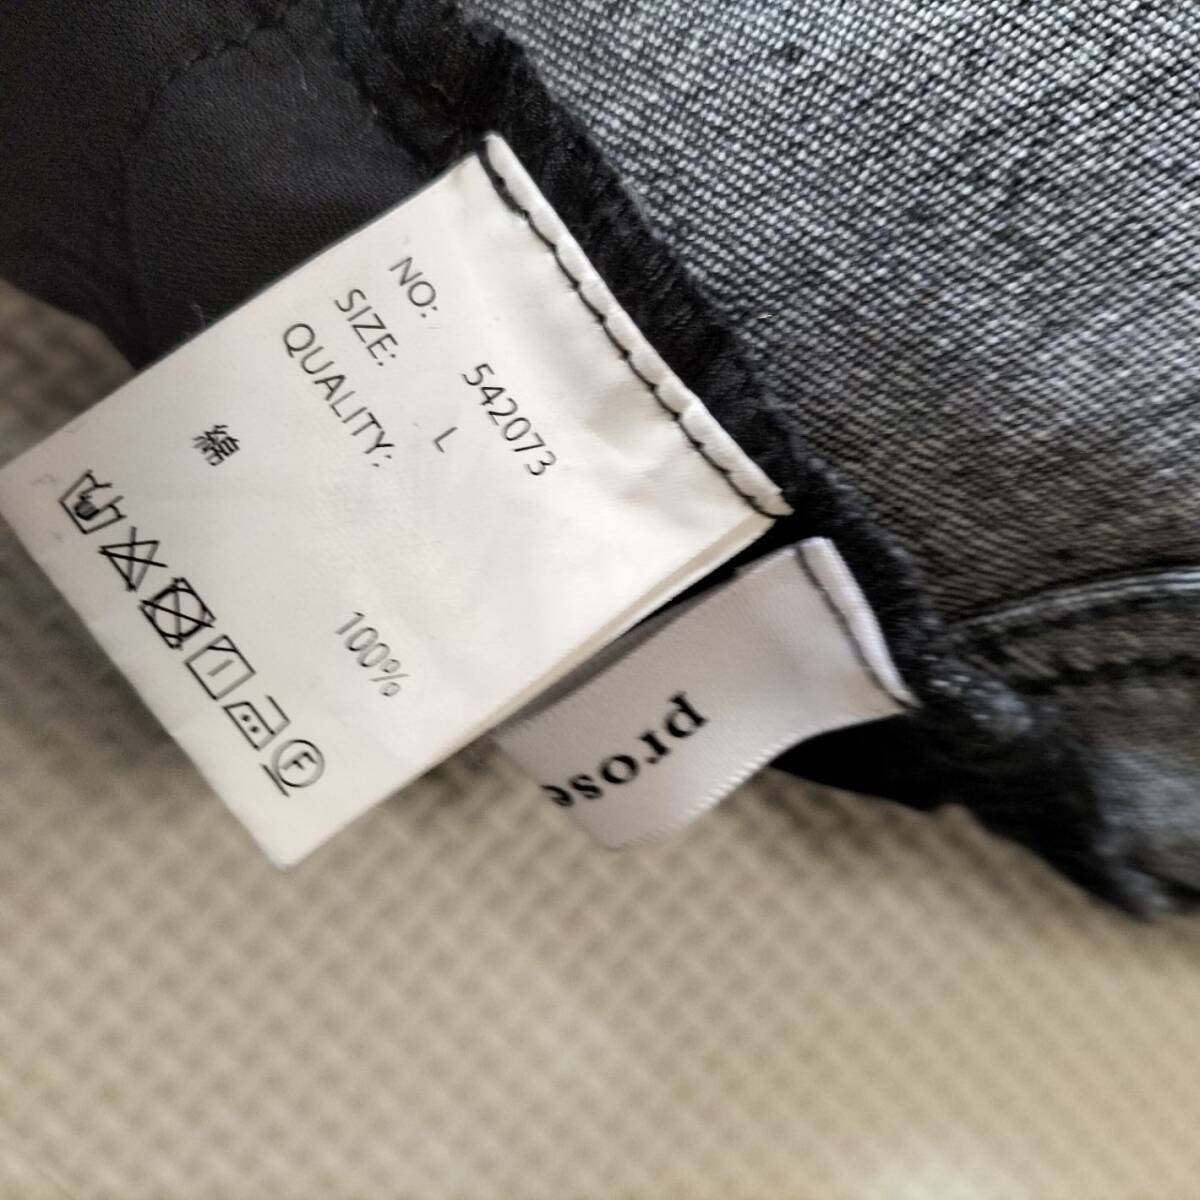 NO: 542073
SIZE: L
QUALITY:
綿 100%
F
prose